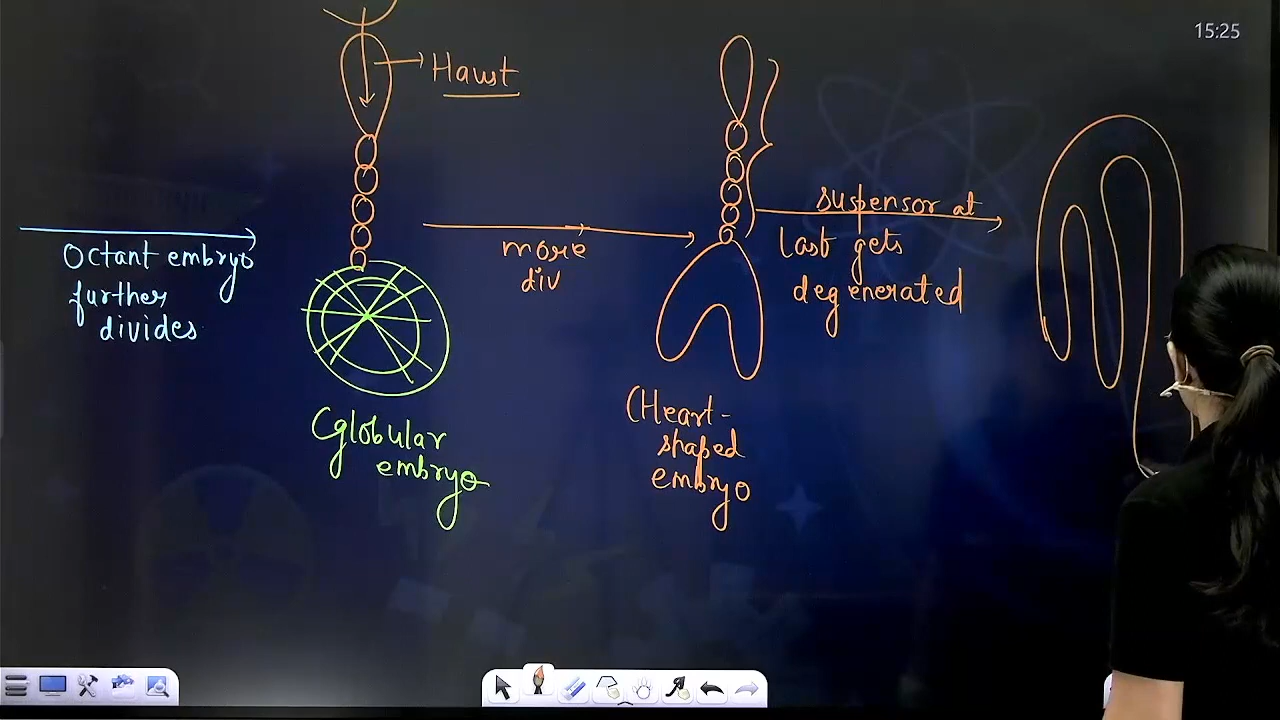 15:25
Haust
Octant embryo
further
divides
more
div
suspensor at
last gets
degenerated
(globular
embryo
(Heart-
shaped
embryo